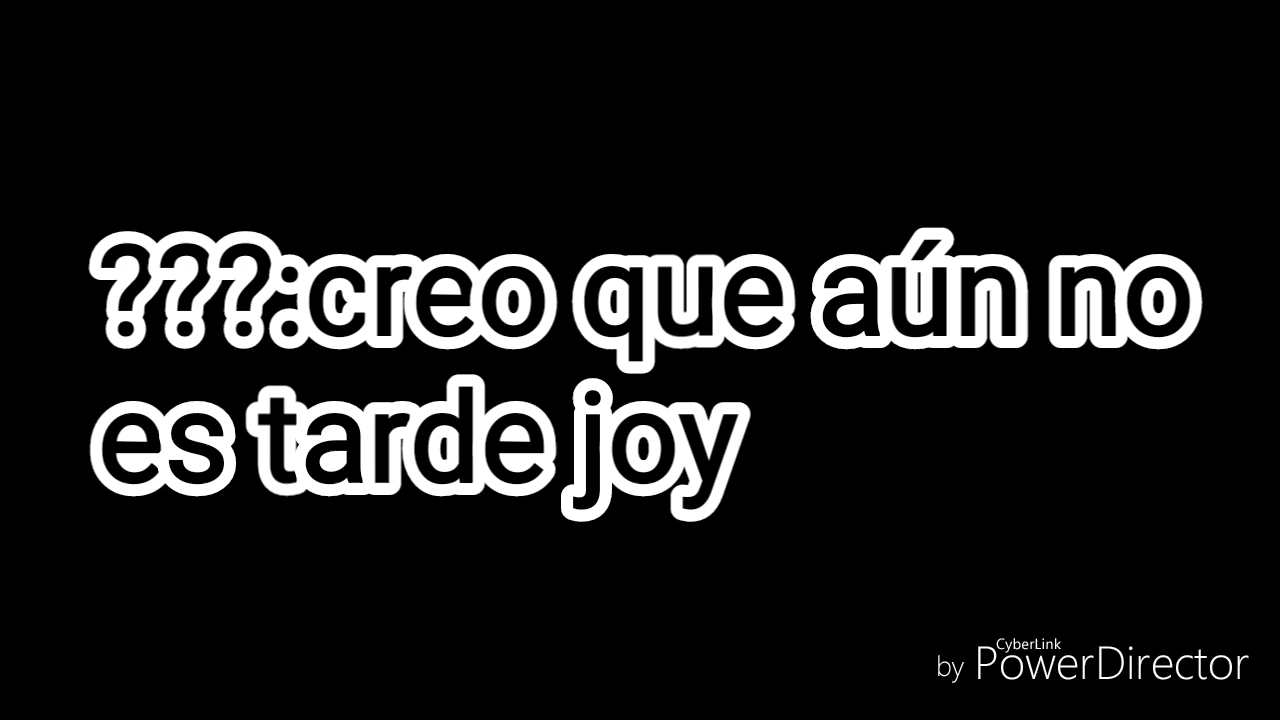 ???:creo que aún no
es tarde joy
CyberLink
by PowerDirector